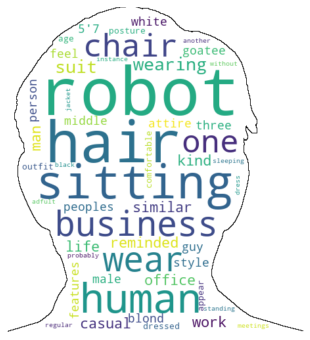 white
5'7 posture another
age chair goatee
feel instance without
suit wearing
person robot
jacket
man middle attire three
hair one
outfit black comfortable kind sleeping
sitting
adfuit peoples similar dress
business
life reminded guy
features wear style
male office appear
human
blond standing
casual dressed work
regular probably meetings